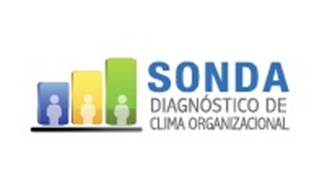 SONDA
DIAGNÓSTICO DE
CLIMA ORGANIZACIONAL